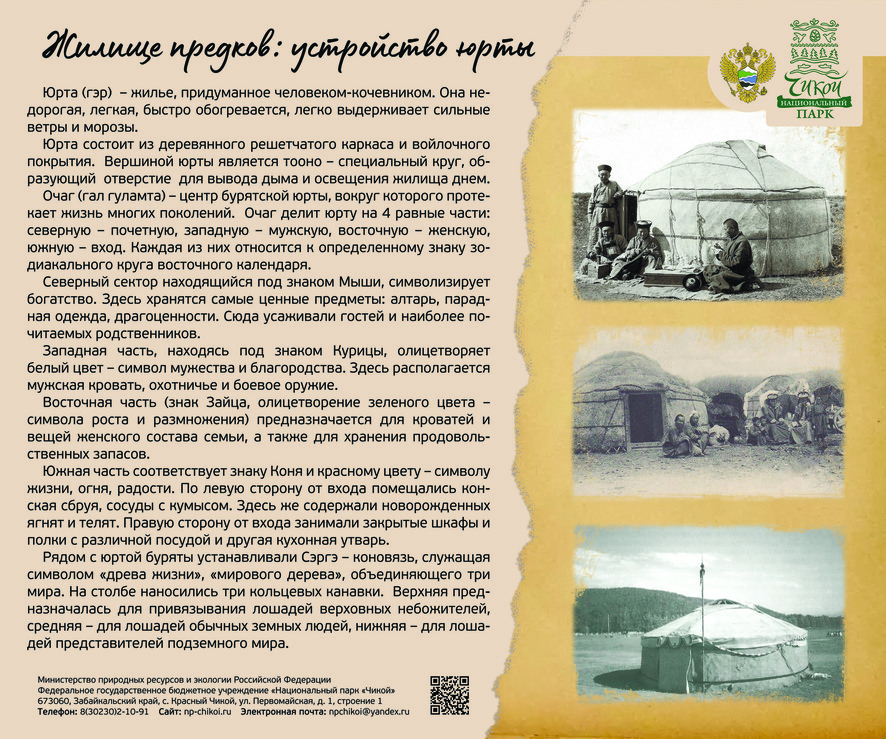 Жилище предков: устройство юрты
Юрта (гэр)  – жилье, придуманное человеком-кочевником. Она не-
дорогая, легкая, быстро обогревается, легко выдерживает сильные
ветры и морозы.
Юрта состоит из деревянного решетчатого каркаса и войлочного
покрытия.  Вершиной юрты является тооно – специальный круг, об-
разующий  отверстие  для вывода дыма и освещения жилища днем.
Очаг (гал гуламта) – центр бурятской юрты, вокруг которого проте-
кает жизнь многих поколений.  Очаг делит юрту на 4 равные части:
северную – почетную, западную – мужскую, восточную – женскую,
южную – вход. Каждая из них относится к определенному знаку зо-
диакального круга восточного календаря.
Северный сектор находящийся под знаком Мыши, символизирует
богатство. Здесь хранятся самые ценные предметы: алтарь, парад-
ная одежда, драгоценности. Сюда усаживали гостей и наиболее по-
читаемых родственников.
Западная часть, находясь под знаком Курицы, олицетворяет
белый цвет – символ мужества и благородства. Здесь располагается
мужская кровать, охотничье и боевое оружие.
Восточная часть (знак Зайца, олицетворение зеленого цвета –
символа роста и размножения) предназначается для кроватей и
вещей женского состава семьи, а также для хранения продоволь-
ственных запасов.
Южная часть соответствует знаку Коня и красному цвету – символу
жизни, огня, радости. По левую сторону от входа помещались кон-
ская сбруя, сосуды с кумысом. Здесь же содержали новорожденных
ягнят и телят. Правую сторону от входа занимали закрытые шкафы и
полки с различной посудой и другая кухонная утварь.
Рядом с юртой буряты устанавливали Сэргэ – коновязь, служащая
символом «древа жизни», «мирового дерева», объединяющего три
мира. На столбе наносились три кольцевых канавки.  Верхняя пред-
назначалась для привязывания лошадей верховных небожителей,
средняя – для лошадей обычных земных людей, нижняя – для лоша-
дей представителей подземного мира.
Министерство природных ресурсов и экологии Российской Федерации
Федеральное государственное бюджетное учреждение «Национальный парк «Чикой»
673060, Забайкальский край, с. Красный Чикой, ул. Первомайская, д. 1, строение 1
Телефон: 8(30230)2-10-91   Сайт: np-chikoi.ru   Электронная почта: npchikoi@yandex.ru
Чикой
НАЦИОНАЛЬНЫЙ
ПАРК